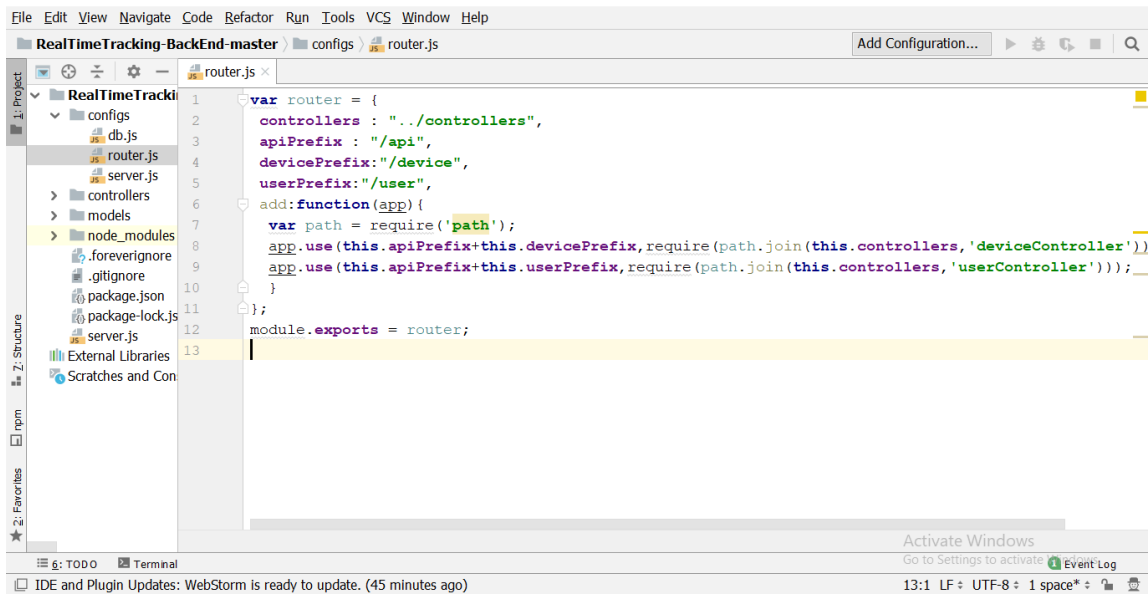 File Edit View Navigate Code Refactor Run Tools VCS Window Help
RealTimeTracking-BackEnd-master configs router.js Add Configuration...
1: Project
Z: Structure
npm
2: Favorites
RealTimeTracki
configs
db.js
router.js
server.js
controllers
models
node_modules
.foreverignore
.gitignore
package.json
package-lock.js
server.js
External Libraries
Scratches and Con
router.js
1 var router = {
2 controllers : "../controllers",
3 apiPrefix : "/api",
4 devicePrefix:"/device",
5 userPrefix:"/user",
6 add:function(app){
7 var path = require('path');
8 app.use(this.apiPrefix+this.devicePrefix,require(path.join(this.controllers,'deviceController'))
9 app.use(this.apiPrefix+this.userPrefix,require(path.join(this.controllers,'userController')));
10 }
11 };
12 module.exports = router;
13
Activate Windows
Go to Settings to activate Windows.
6: TODO Terminal 1 Event Log
IDE and Plugin Updates: WebStorm is ready to update. (45 minutes ago) 13:1 LF UTF-8 1 space*